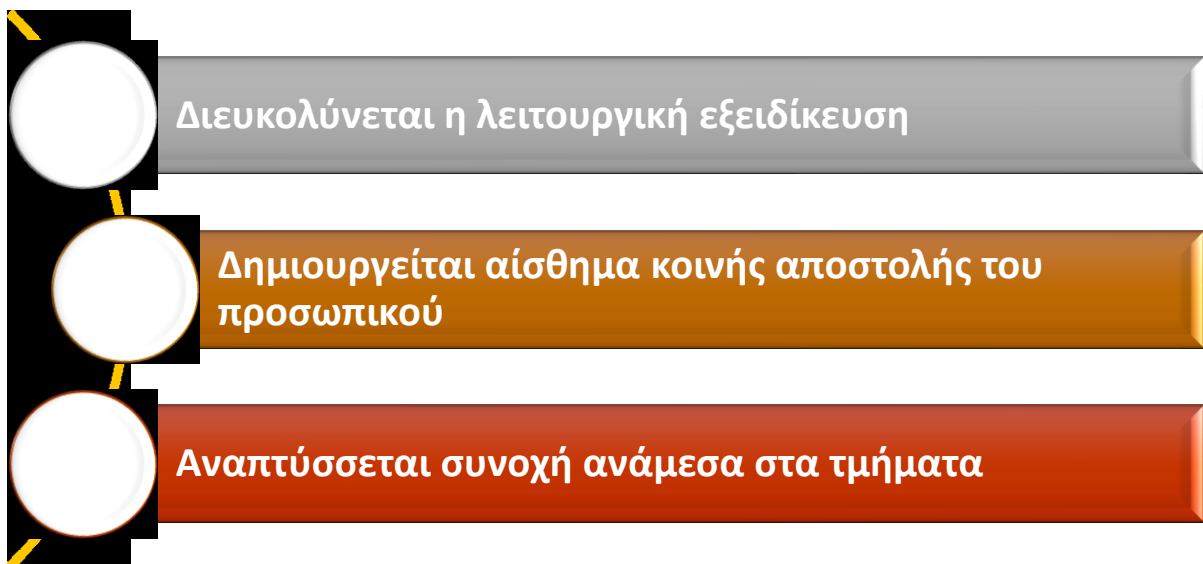 Διευκολύνεται η λειτουργική εξειδίκευση
Δημιουργείται αίσθημα κοινής αποστολής του
προσωπικού
Αναπτύσσεται συνοχή ανάμεσα στα τμήματα